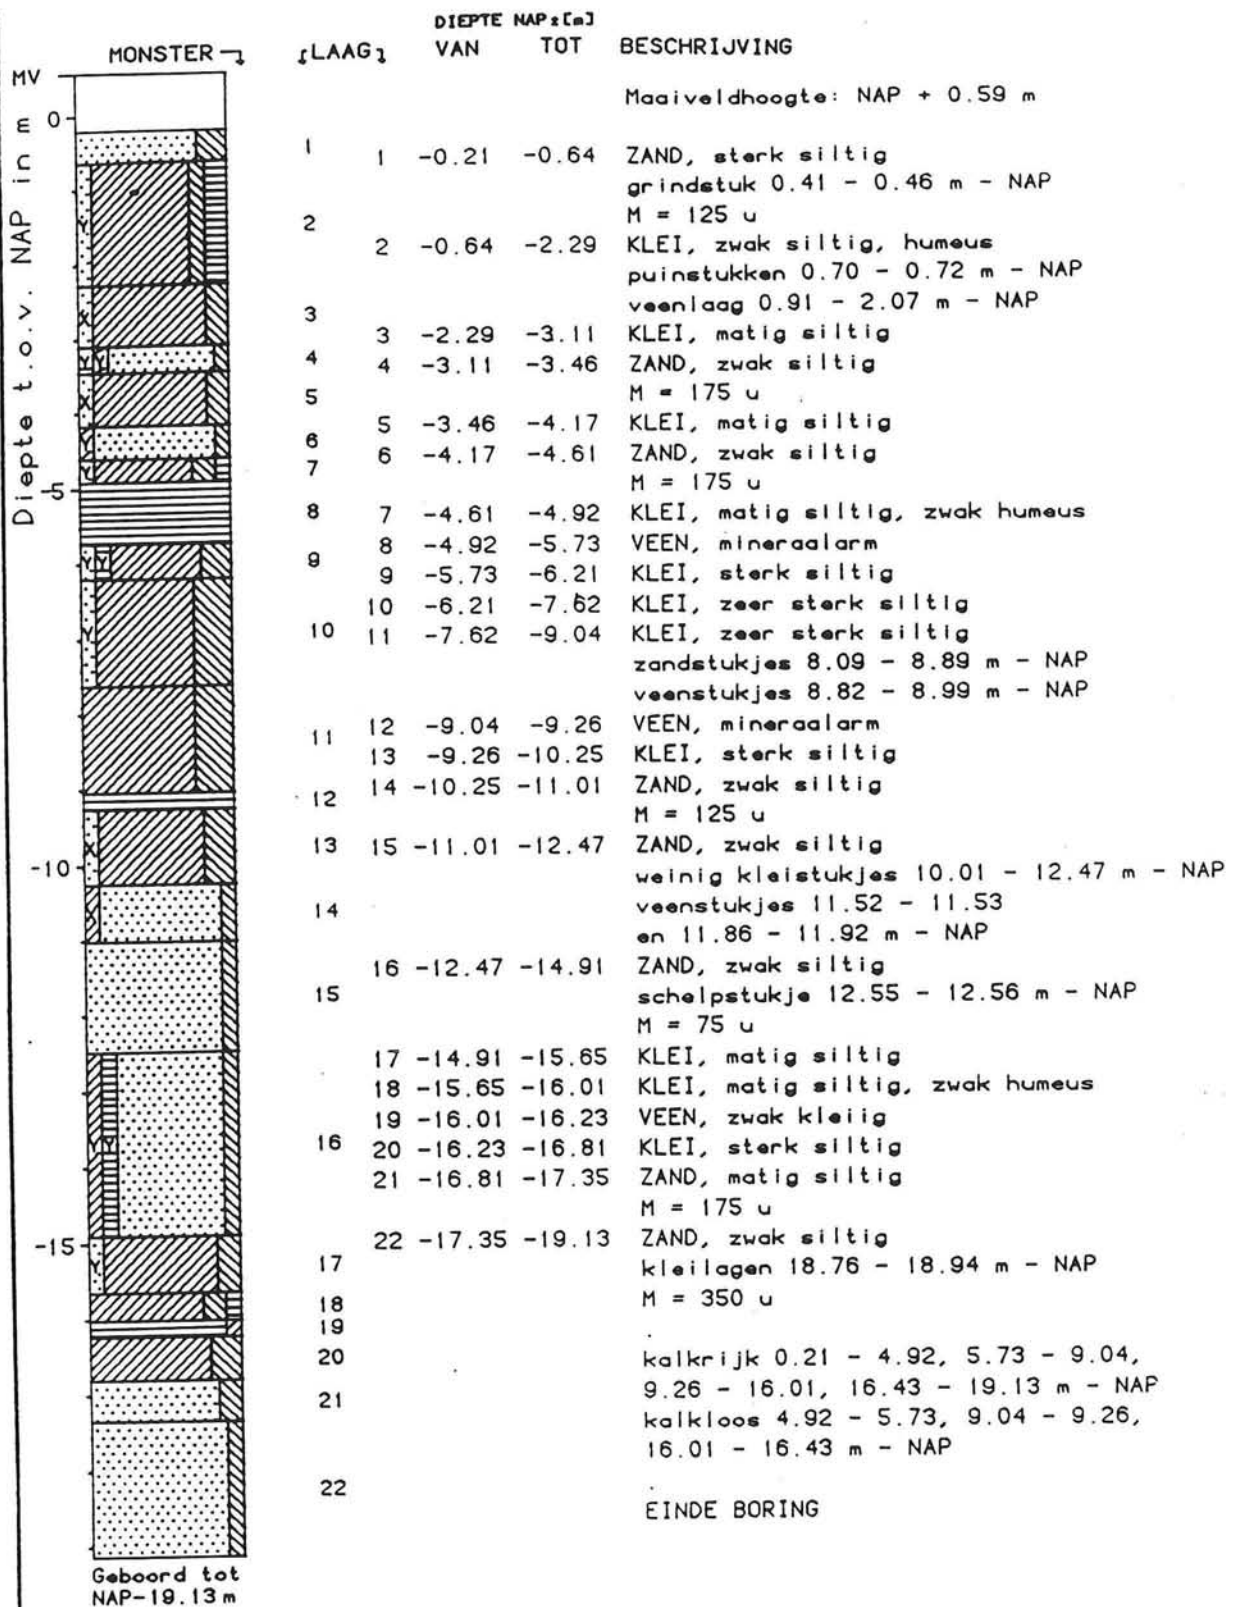 DIEPTE NAP±[m]
MONSTER LAAG VAN TOT BESCHRIJVING
MV
Maaiveldhoogte: NAP + 0.59 m
Diepte t.o.v. NAP in m
0
-5
-10
-15
1
2
3
4
5
6
7
8
9
10
11
12
13
14
15
16
17
18
19
20
21
22
1 -0.21 -0.64 ZAND, sterk siltig
grindstuk 0.41 - 0.46 m - NAP
M = 125 u
2 -0.64 -2.29 KLEI, zwak siltig, humeus
puinstukken 0.70 - 0.72 m - NAP
veenlaag 0.91 - 2.07 m - NAP
3 -2.29 -3.11 KLEI, matig siltig
4 -3.11 -3.46 ZAND, zwak siltig
M = 175 u
5 -3.46 -4.17 KLEI, matig siltig
6 -4.17 -4.61 ZAND, zwak siltig
M = 175 u
7 -4.61 -4.92 KLEI, matig siltig, zwak humeus
8 -4.92 -5.73 VEEN, mineraalarm
9 -5.73 -6.21 KLEI, sterk siltig
10 -6.21 -7.62 KLEI, zeer sterk siltig
11 -7.62 -9.04 KLEI, zeer sterk siltig
zandstukjes 8.09 - 8.89 m - NAP
veenstukjes 8.82 - 8.99 m - NAP
12 -9.04 -9.26 VEEN, mineraalarm
13 -9.26 -10.25 KLEI, sterk siltig
14 -10.25 -11.01 ZAND, zwak siltig
M = 125 u
15 -11.01 -12.47 ZAND, zwak siltig
weinig kleistukjes 10.01 - 12.47 m - NAP
veenstukjes 11.52 - 11.53
en 11.86 - 11.92 m - NAP
16 -12.47 -14.91 ZAND, zwak siltig
schelpstukje 12.55 - 12.56 m - NAP
M = 75 u
17 -14.91 -15.65 KLEI, matig siltig
18 -15.65 -16.01 KLEI, matig siltig, zwak humeus
19 -16.01 -16.23 VEEN, zwak kleiig
20 -16.23 -16.81 KLEI, sterk siltig
21 -16.81 -17.35 ZAND, matig siltig
M = 175 u
22 -17.35 -19.13 ZAND, zwak siltig
kleilagen 18.76 - 18.94 m - NAP
M = 350 u
kalkrijk 0.21 - 4.92, 5.73 - 9.04,
9.26 - 16.01, 16.43 - 19.13 m - NAP
kalkloos 4.92 - 5.73, 9.04 - 9.26,
16.01 - 16.43 m - NAP
EINDE BORING
Y
X
Y Y
X
Y
Y
Y Y
Y
X
X
Y Y
Y
Geboord tot
NAP-19.13 m